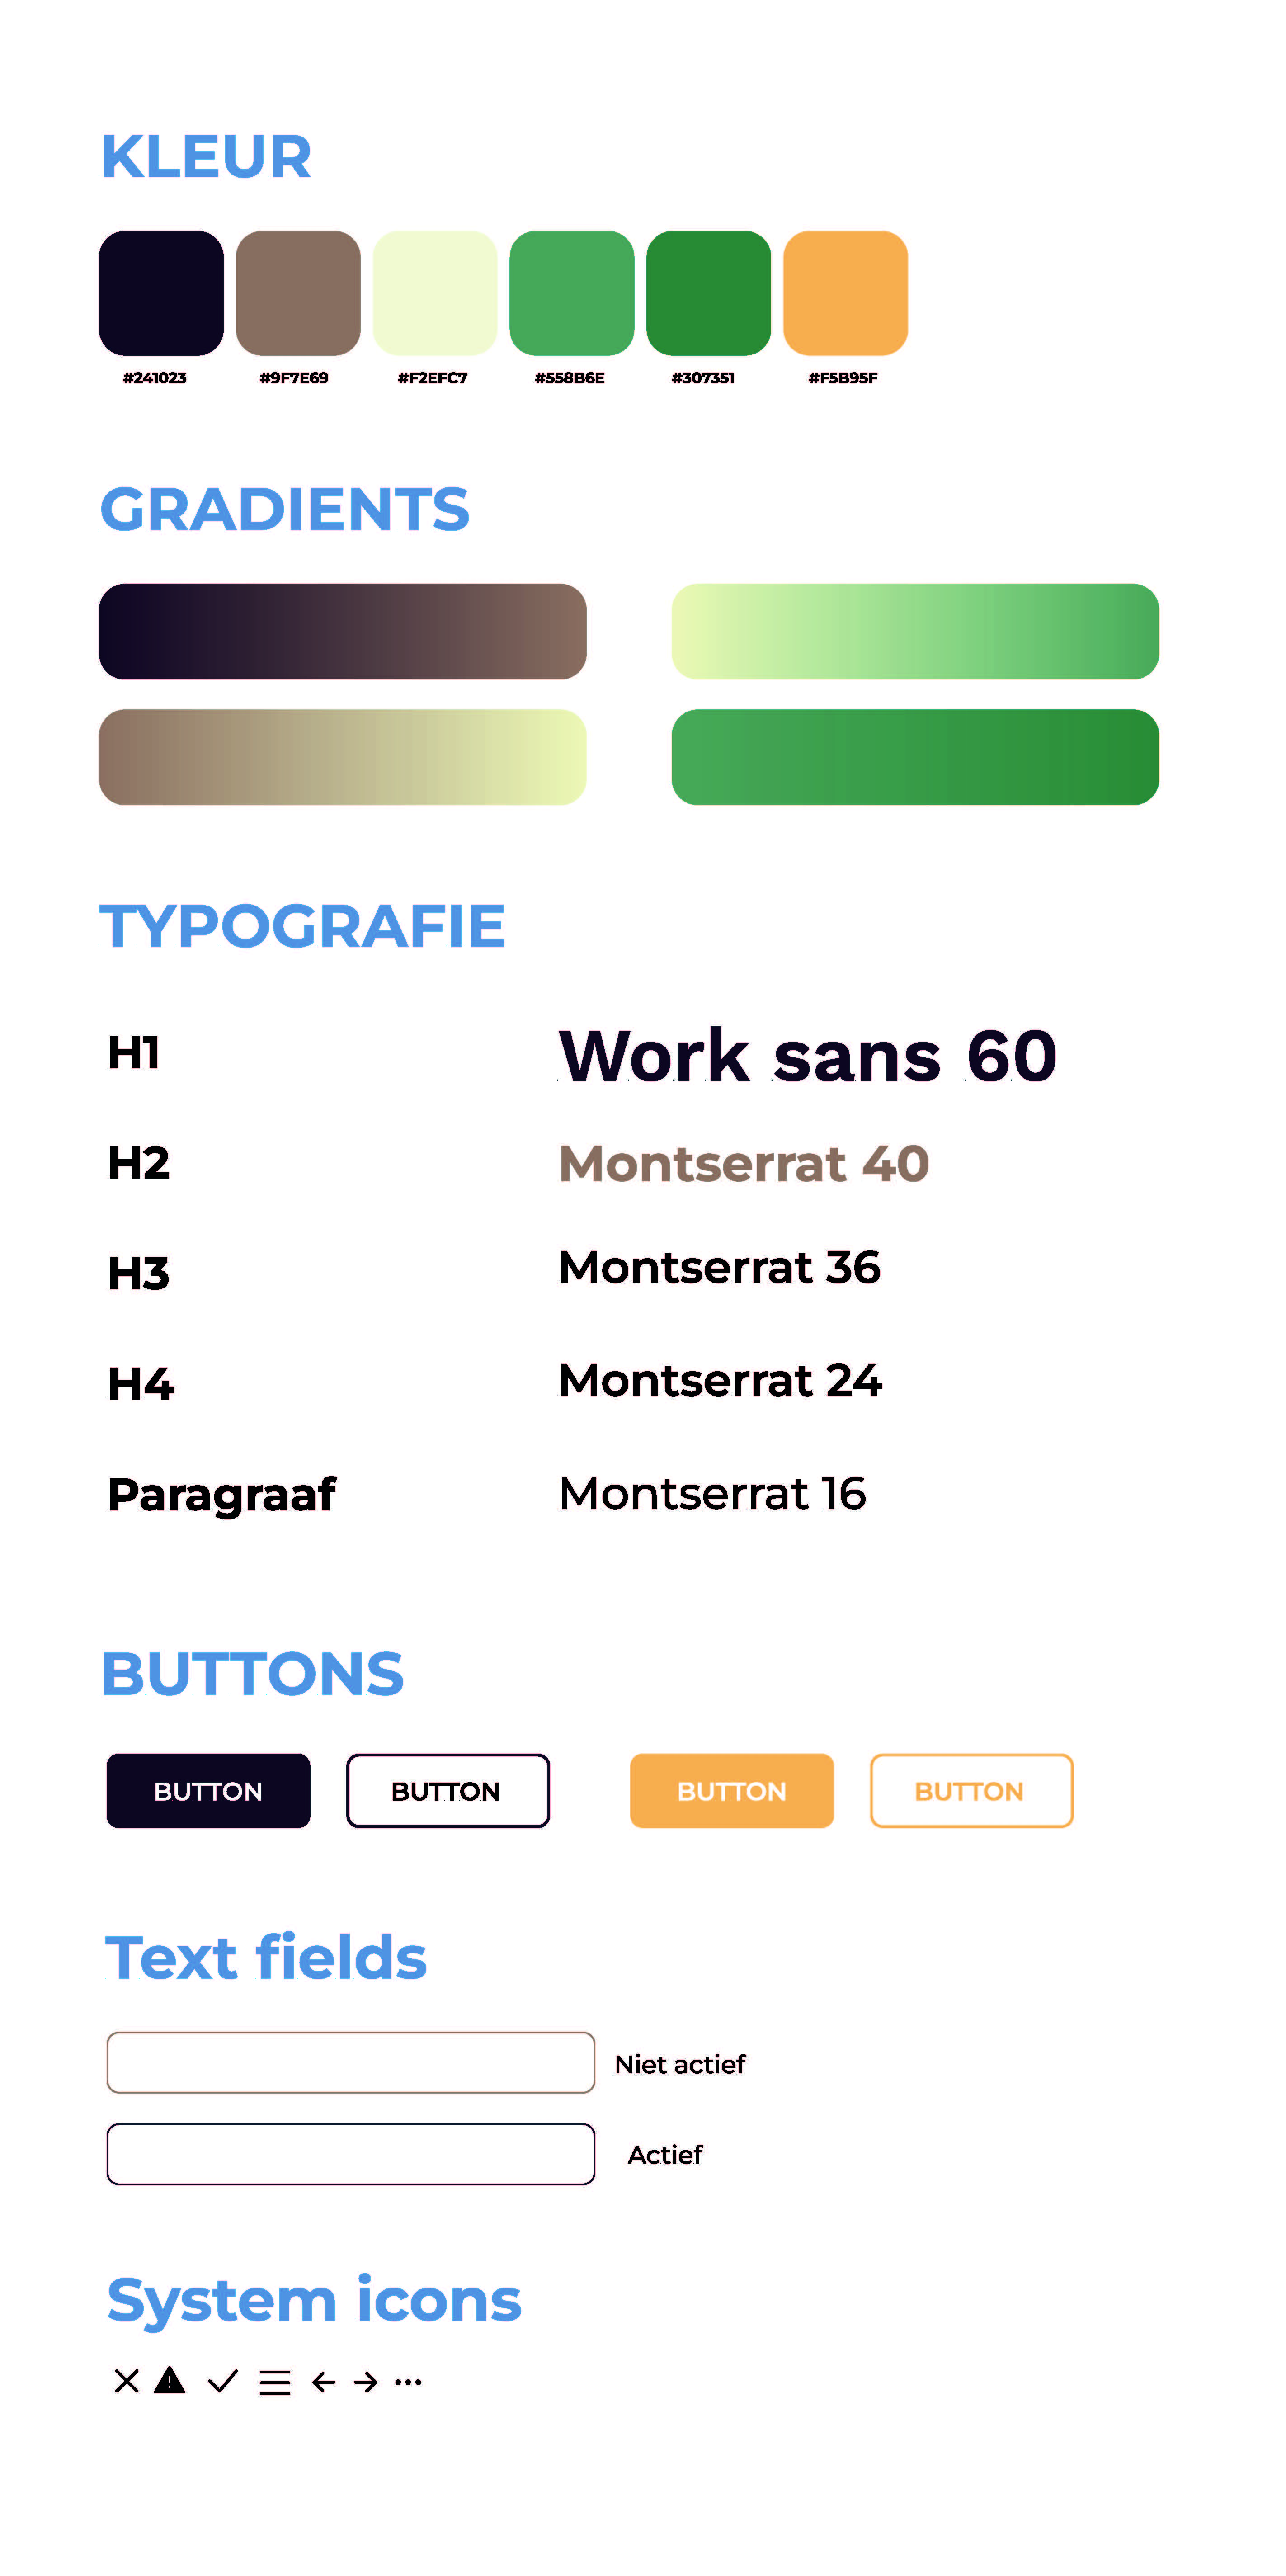 KLEUR
#241023 #9F7E69 #F2EFC7 #558B6E #307351 #F5B95F
GRADIENTS
TYPOGRAFIE
H1 Work sans 60
H2 Montserrat 40
H3 Montserrat 36
H4 Montserrat 24
Paragraaf Montserrat 16
BUTTONS
BUTTON BUTTON BUTTON BUTTON
Text fields
Niet actief
Actief
System icons